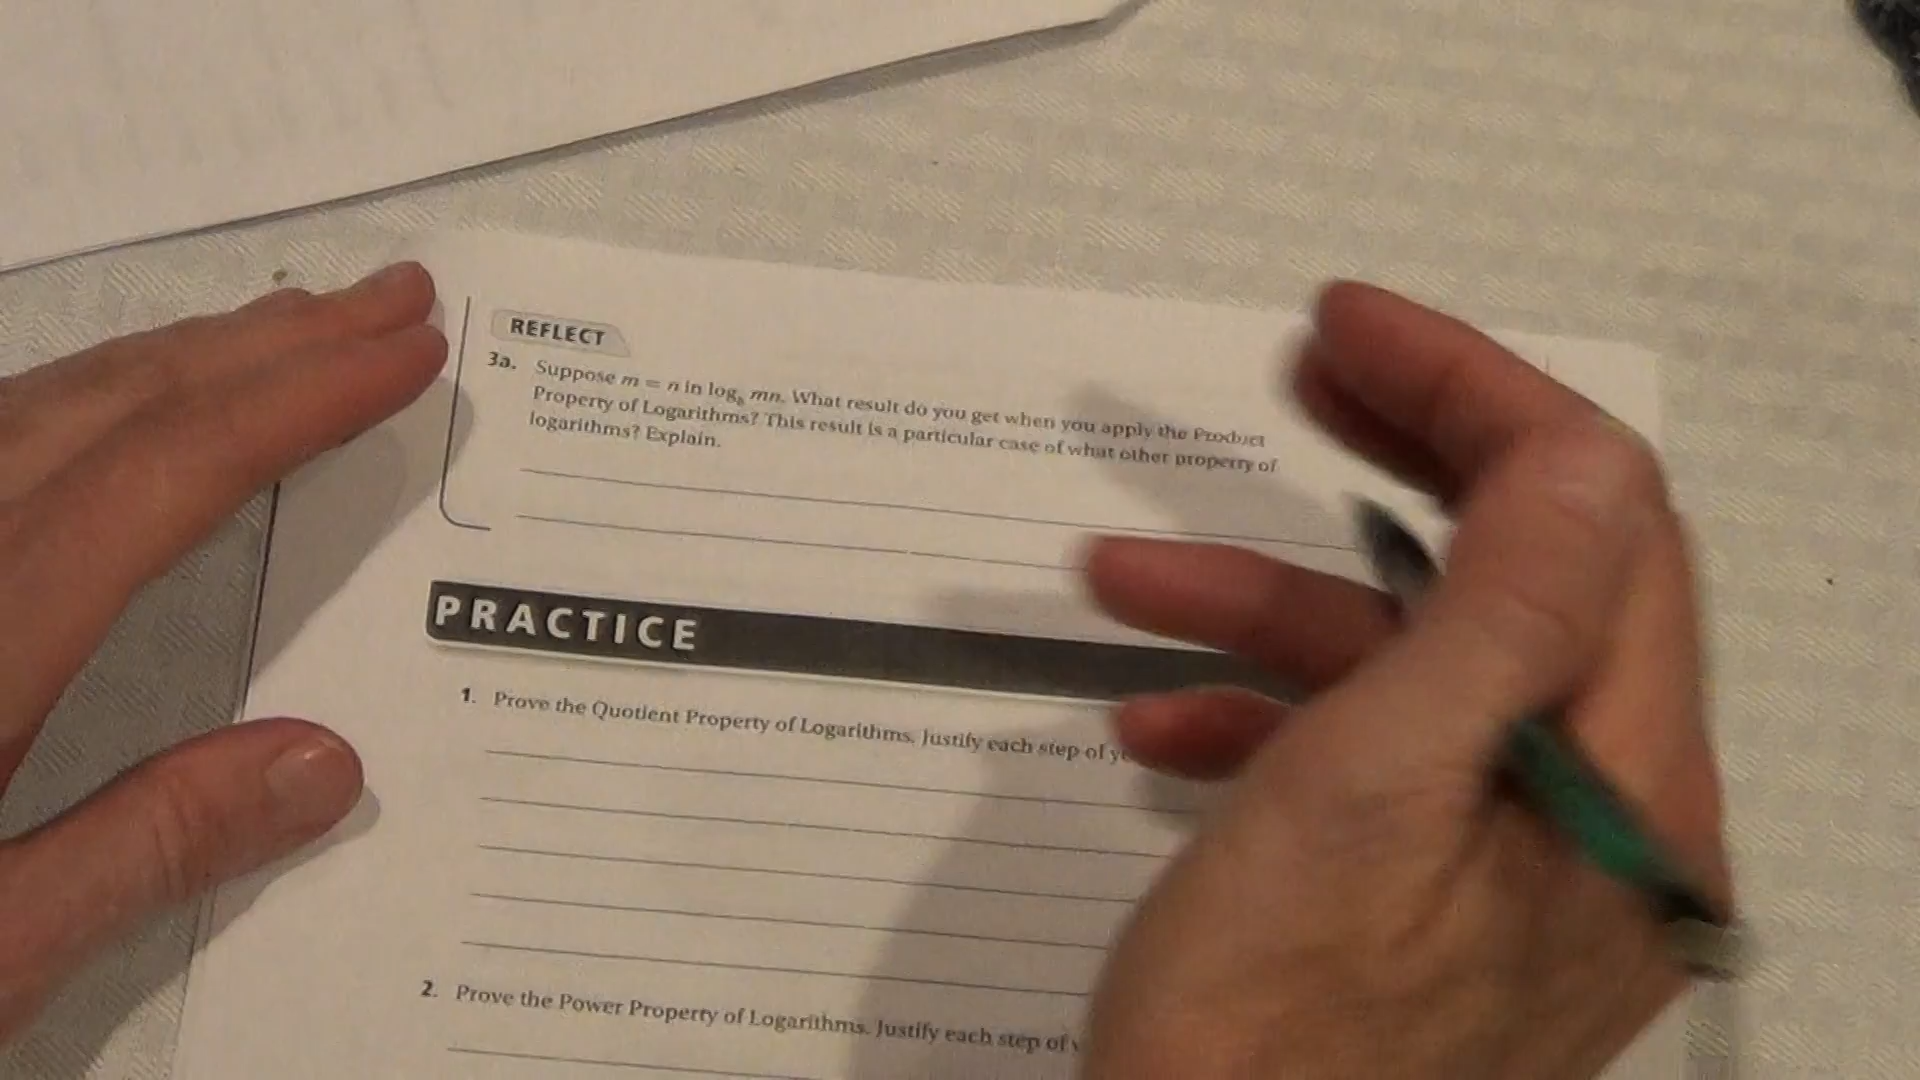 REFLECT
3a. Suppose m = n in log_b mn. What result do you get when you apply the Product
Property of Logarithms? This result is a particular case of what other property of
logarithms? Explain.
PRACTICE
1. Prove the Quotient Property of Logarithms. Justify each step of
2. Prove the Power Property of Logarithms. Justify each step of